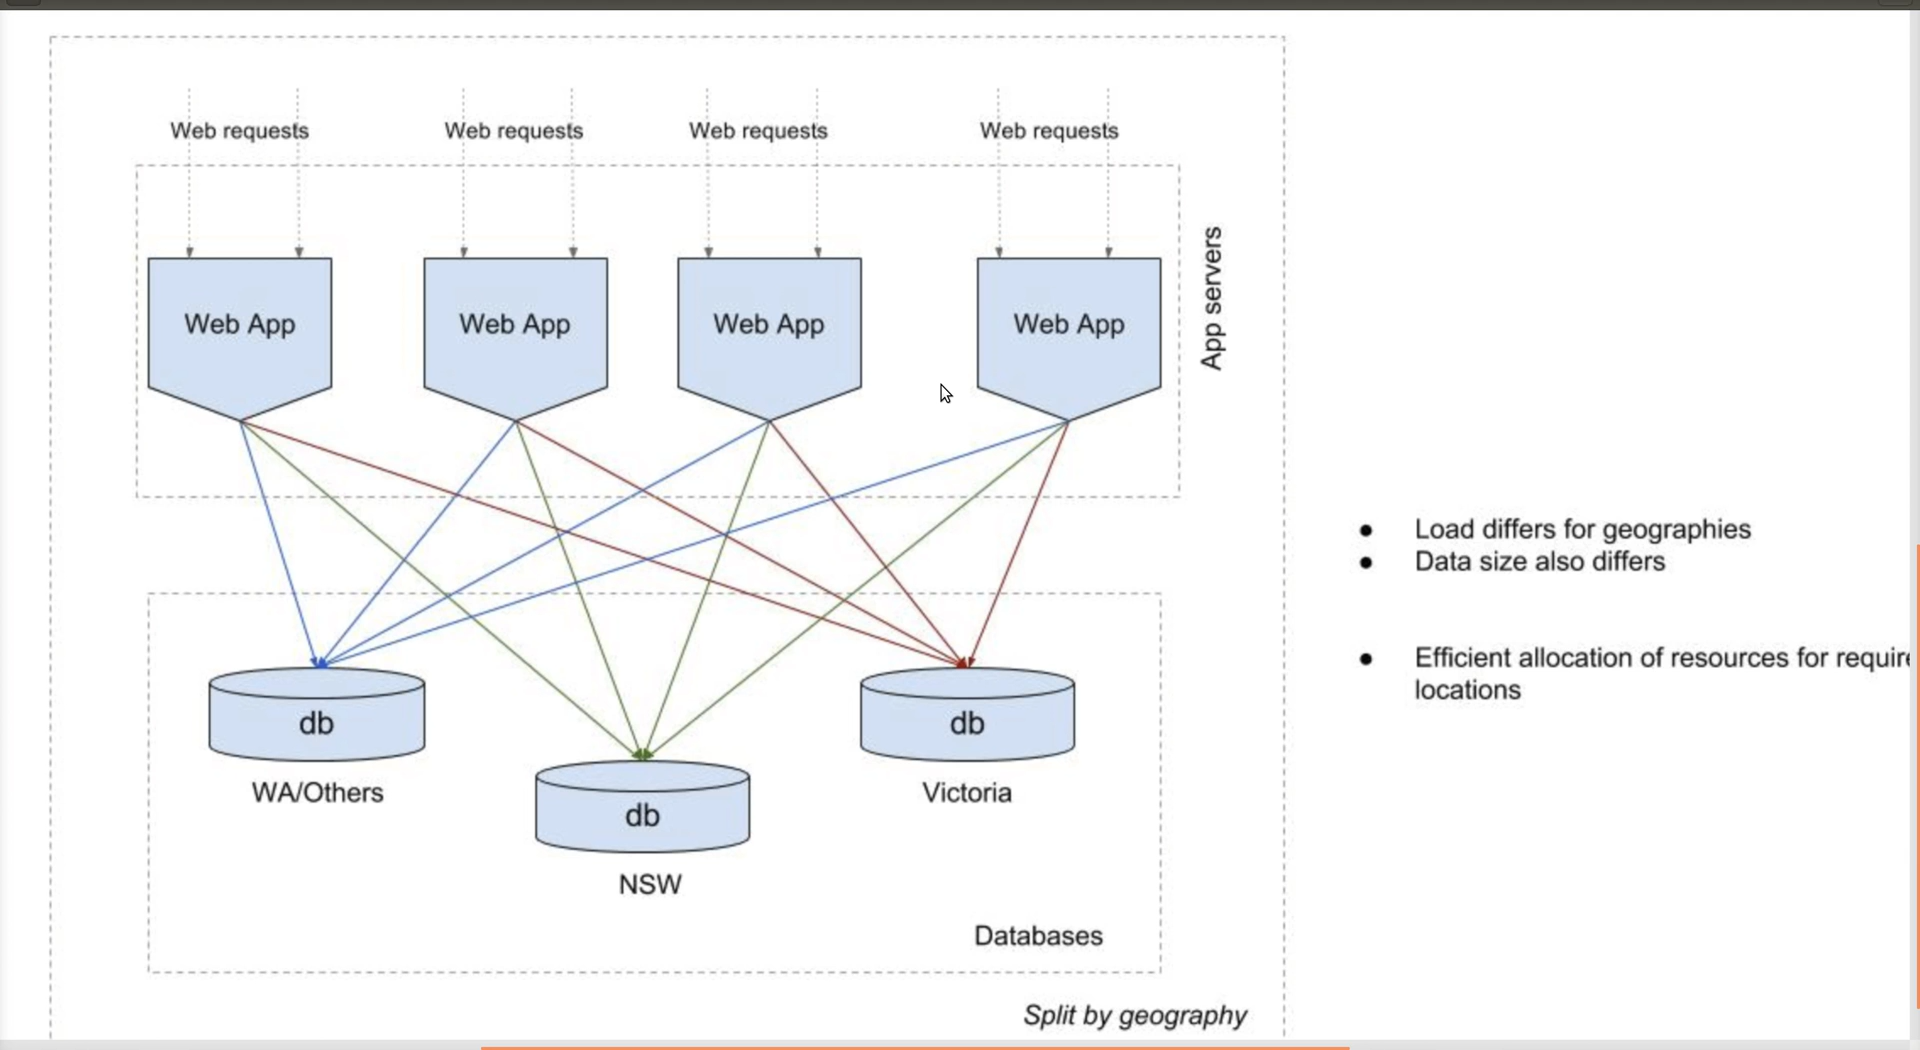 Web requests
Web requests
Web requests
Web requests
Web App
Web App
Web App
Web App
App servers
● Load differs for geographies
● Data size also differs
● Efficient allocation of resources for require
locations
db
db
WA/Others
Victoria
db
NSW
Databases
Split by geography